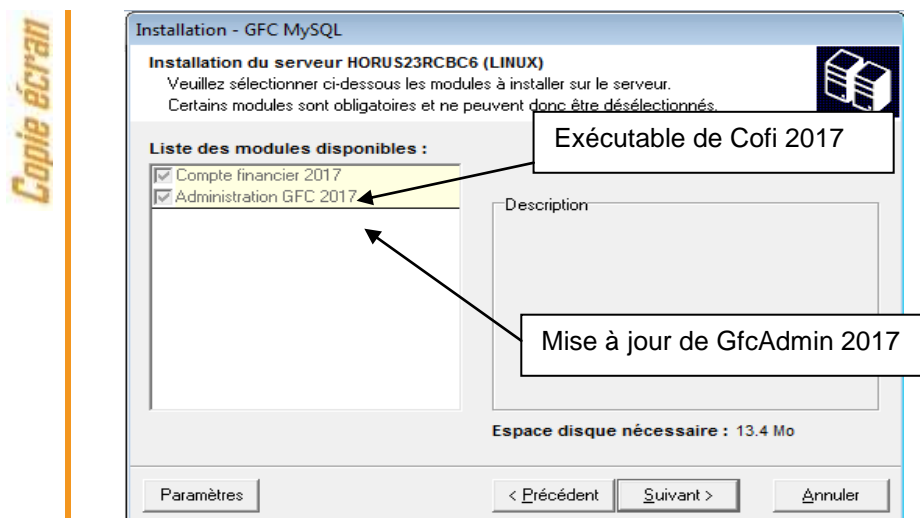 Copie écran
Installation - GFC MySQL
Installation du serveur HORUS23RCBC6 (LINUX)
Veuillez sélectionner ci-dessous les modules à installer sur le serveur.
Certains modules sont obligatoires et ne peuvent donc être désélectionnés.
Exécutable de Cofi 2017
Liste des modules disponibles :
Compte financier 2017
Administration GFC 2017
Description
Mise à jour de GfcAdmin 2017
Espace disque nécessaire : 13.4 Mo
Paramètres
< Précédent
Suivant >
Annuler